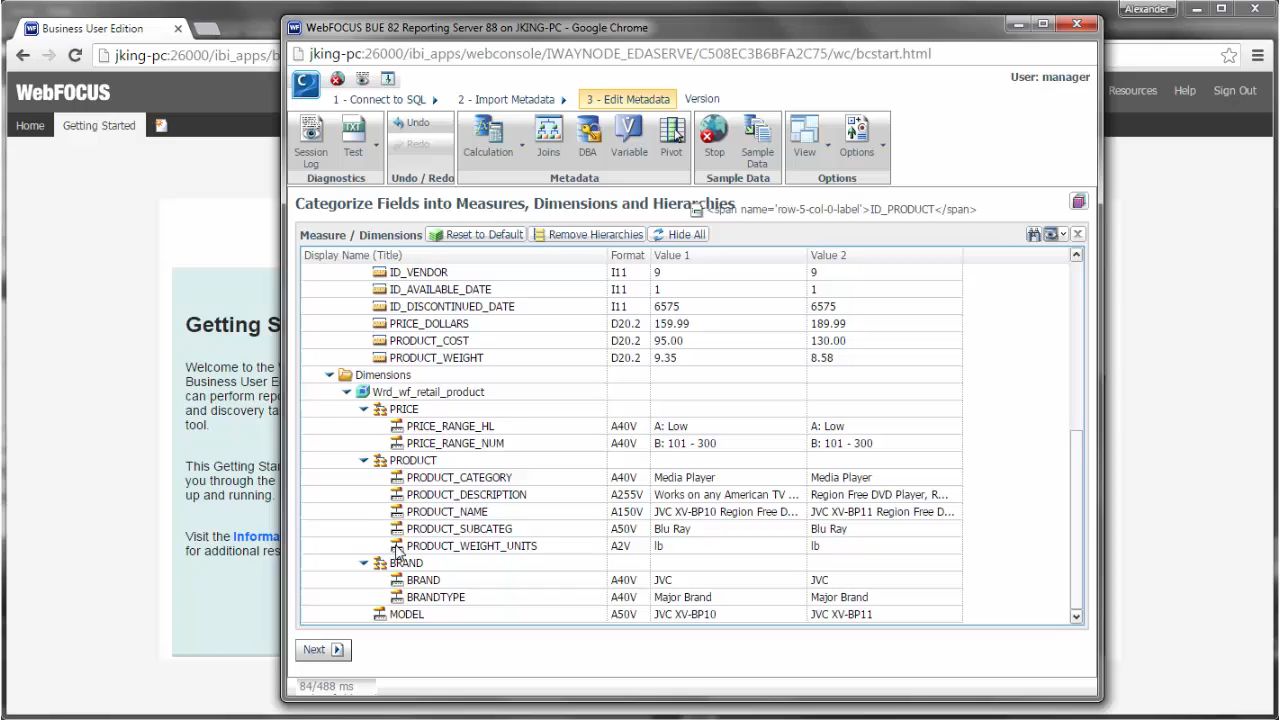 Alexander
Business User Edition
WebFOCUS BUE 82 Reporting Server 88 on JKING-PC - Google Chrome
jking-pc:26000/ibi_apps/b
jking-pc:26000/ibi_apps/webconsole/IWAYNODE_EDASERVE/C508EC3B6BFA2C75/wc/bcstart.html
WebFOCUS
User: manager
Resources Help Sign Out
1 - Connect to SQL 2 - Import Metadata 3 - Edit Metadata Version
Home Getting Started
Session Log TXT Test Undo Redo Calculation Joins DBA Variable Pivot Stop Sample Data View Options
Diagnostics Undo / Redo Metadata Sample Data Options
Categorize Fields into Measures, Dimensions and Hierarchies
<span name='row-5-col-0-label'>ID_PRODUCT</span>
Measure / Dimensions Reset to Default Remove Hierarchies Hide All
Display Name (Title) Format Value 1 Value 2
ID_VENDOR I11 9 9
ID_AVAILABLE_DATE I11 1 1
ID_DISCONTINUED_DATE I11 6575 6575
PRICE_DOLLARS D20.2 159.99 189.99
PRODUCT_COST D20.2 95.00 130.00
PRODUCT_WEIGHT D20.2 9.35 8.58
Dimensions
Wrd_wf_retail_product
PRICE
PRICE_RANGE_HL A40V A: Low A: Low
PRICE_RANGE_NUM A40V B: 101 - 300 B: 101 - 300
PRODUCT
PRODUCT_CATEGORY A40V Media Player Media Player
PRODUCT_DESCRIPTION A255V Works on any American TV ... Region Free DVD Player, R...
PRODUCT_NAME A150V JVC XV-BP10 Region Free D... JVC XV-BP11 Region Free D...
PRODUCT_SUBCATEG A50V Blu Ray Blu Ray
PRODUCT_WEIGHT_UNITS A2V lb lb
BRAND
BRAND A40V JVC JVC
BRANDTYPE A40V Major Brand Major Brand
MODEL A50V JVC XV-BP10 JVC XV-BP11
Next
84/488 ms
Getting S
Welcome to the
Business User E
can perform rep
and discovery ta
tool.
This Getting Sta
you through the
up and running.
Visit the Informa
for additional res